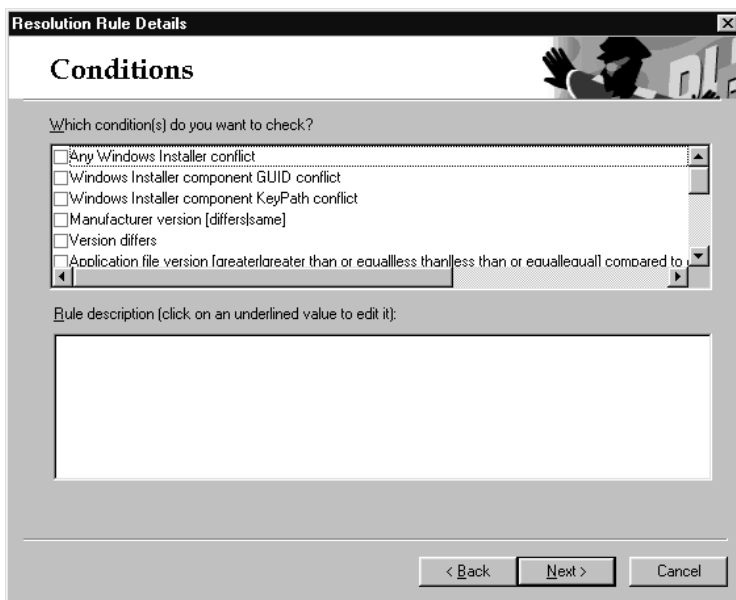 Resolution Rule Details
Conditions
Which condition(s) do you want to check?
Any Windows Installer conflict
Windows Installer component GUID conflict
Windows Installer component KeyPath conflict
Manufacturer version [differs|same]
Version differs
Application file version [greater|greater than or equal|less than|less than or equal|equal] compared to
Rule description (click on an underlined value to edit it):
< Back
Next >
Cancel